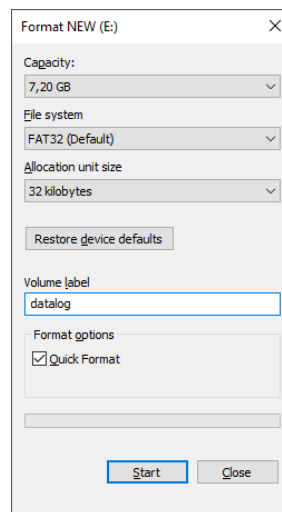 Format NEW (E:)
Capacity:
7,20 GB
File system
FAT32 (Default)
Allocation unit size
32 kilobytes
Restore device defaults
Volume label
datalog
Format options
Quick Format
Start
Close